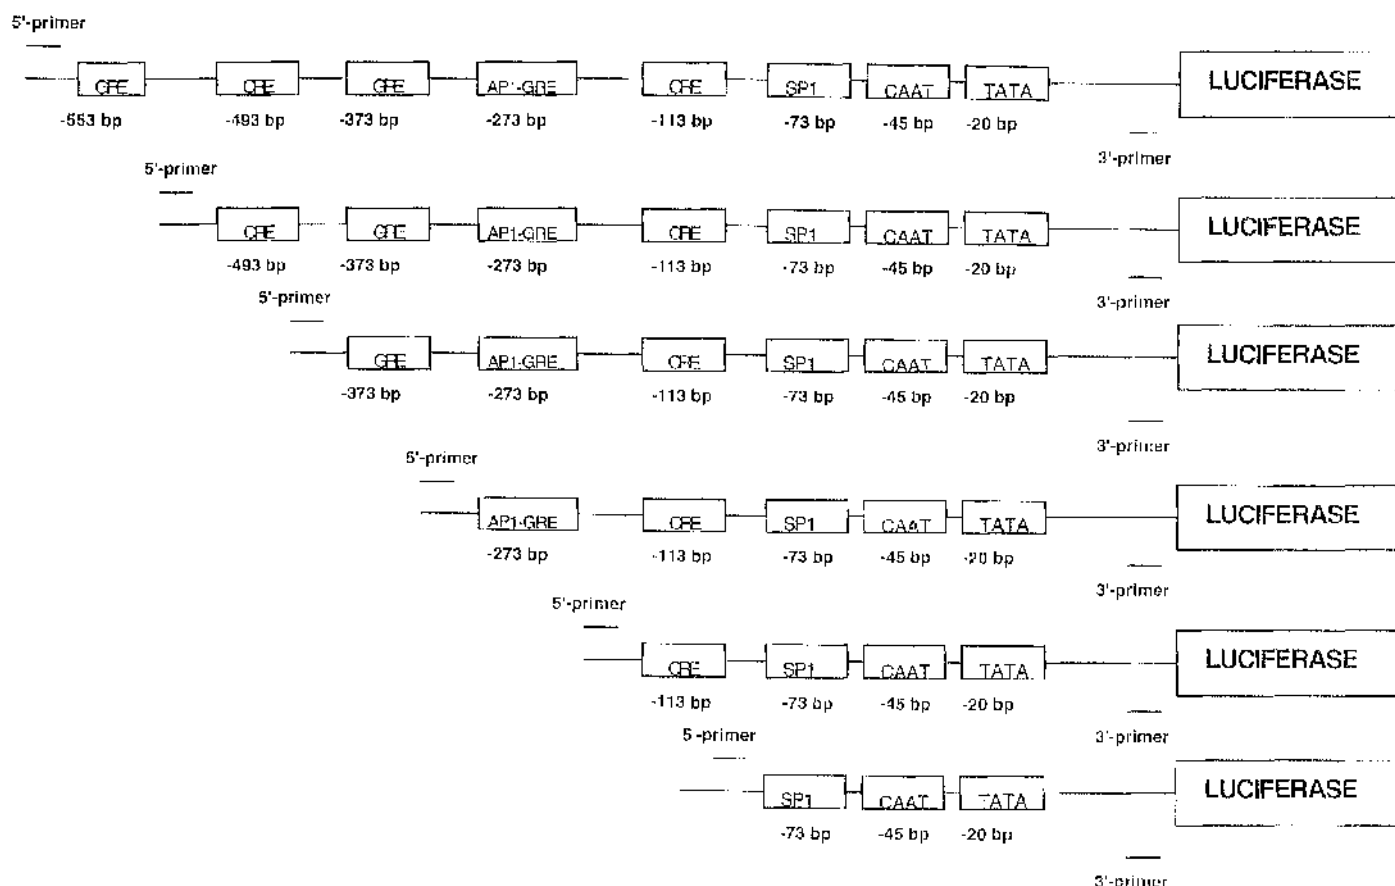 5'-primer
GRE CRE GRE AP1-GRE CRE SP1 CAAT TATA LUCIFERASE
-553 bp -493 bp -373 bp -273 bp -113 bp -73 bp -45 bp -20 bp
3'-primer
5'-primer
CRE GRE AP1-GRE CRE SP1 CAAT TATA LUCIFERASE
-493 bp -373 bp -273 bp -113 bp -73 bp -45 bp -20 bp
3'-primer
5'-primer
GRE AP1-GRE CRE SP1 CAAT TATA LUCIFERASE
-373 bp -273 bp -113 bp -73 bp -45 bp -20 bp
3'-primer
5'-primer
AP1-GRE CRE SP1 CAAT TATA LUCIFERASE
-273 bp -113 bp -73 bp -45 bp -20 bp
3'-primer
5'-primer
CRE SP1 CAAT TATA LUCIFERASE
-113 bp -73 bp -45 bp -20 bp
3'-primer
5'-primer
SP1 CAAT TATA LUCIFERASE
-73 bp -45 bp -20 bp
3'-primer